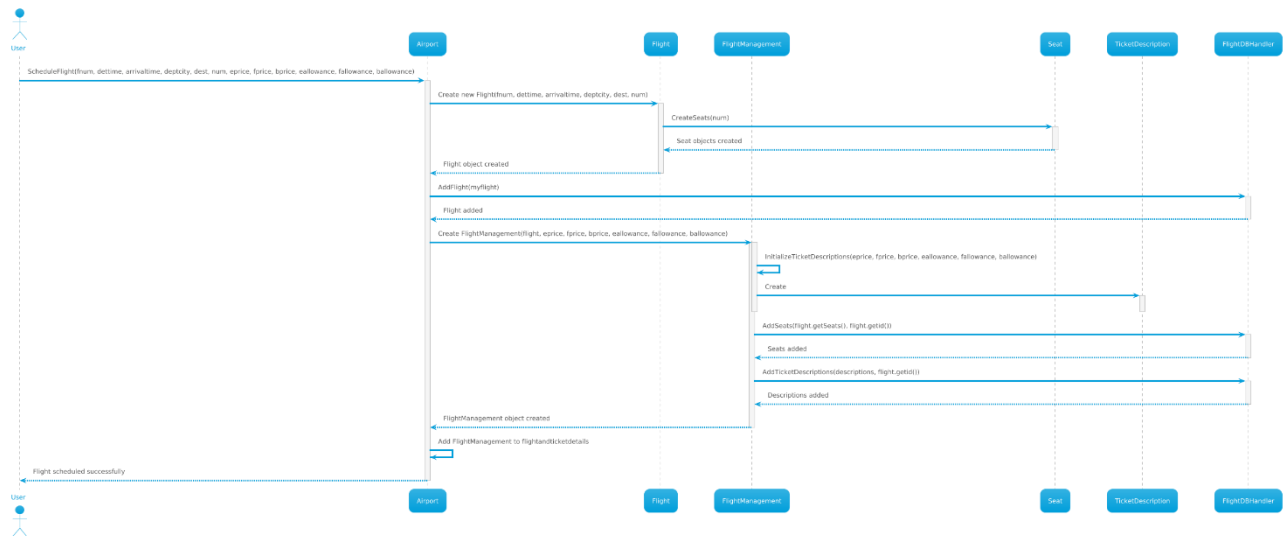 User
Airport
Flight
FlightManagement
Seat
TicketDescription
FlightDBHandler
ScheduleFlight(fnum, dettime, arrivaltime, deptcity, dest, num, eprice, fprice, bprice, eallowance, fallowance, ballowance)
Create new Flight(fnum, dettime, arrivaltime, deptcity, dest, num)
CreateSeats(num)
Seat objects created
Flight object created
AddFlight(myflight)
Flight added
Create FlightManagement(flight, eprice, fprice, bprice, eallowance, fallowance, ballowance)
InitializeTicketDescriptions(eprice, fprice, bprice, eallowance, fallowance, ballowance)
Create
AddSeats(flight.getSeats(), flight.getid())
Seats added
AddTicketDescriptions(descriptions, flight.getid())
Descriptions added
FlightManagement object created
Add FlightManagement to flightandticketdetails
Flight scheduled successfully
User
Airport
Flight
FlightManagement
Seat
TicketDescription
FlightDBHandler